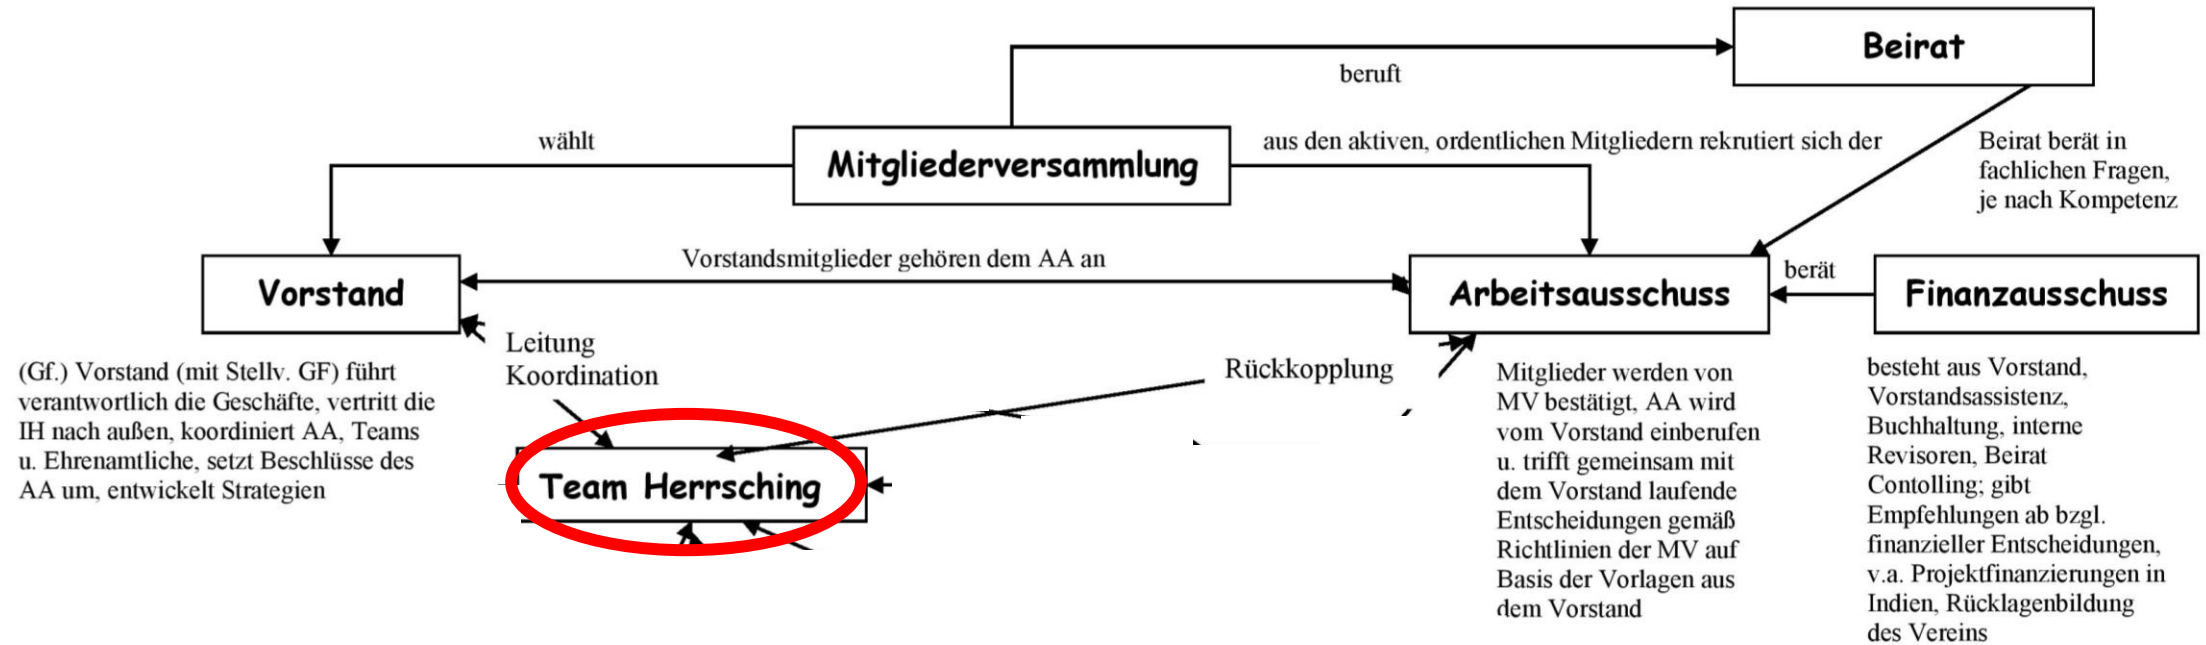 Beirat
beruft
wählt
Mitgliederversammlung
aus den aktiven, ordentlichen Mitgliedern rekrutiert sich der
Beirat berät in
fachlichen Fragen,
je nach Kompetenz
Vorstand
Vorstandsmitglieder gehören dem AA an
Arbeitsausschuss
berät
Finanzausschuss
Leitung
Koordination
Rückkopplung
(Gf.) Vorstand (mit Stellv. GF) führt
verantwortlich die Geschäfte, vertritt die
IH nach außen, koordiniert AA, Teams
u. Ehrenamtliche, setzt Beschlüsse des
AA um, entwickelt Strategien
Team Herrsching
Mitglieder werden von
MV bestätigt, AA wird
vom Vorstand einberufen
u. trifft gemeinsam mit
dem Vorstand laufende
Entscheidungen gemäß
Richtlinien der MV auf
Basis der Vorlagen aus
dem Vorstand
besteht aus Vorstand,
Vorstandsassistenz,
Buchhaltung, interne
Revisoren, Beirat
Contolling; gibt
Empfehlungen ab bzgl.
finanzieller Entscheidungen,
v.a. Projektfinanzierungen in
Indien, Rücklagenbildung
des Vereins